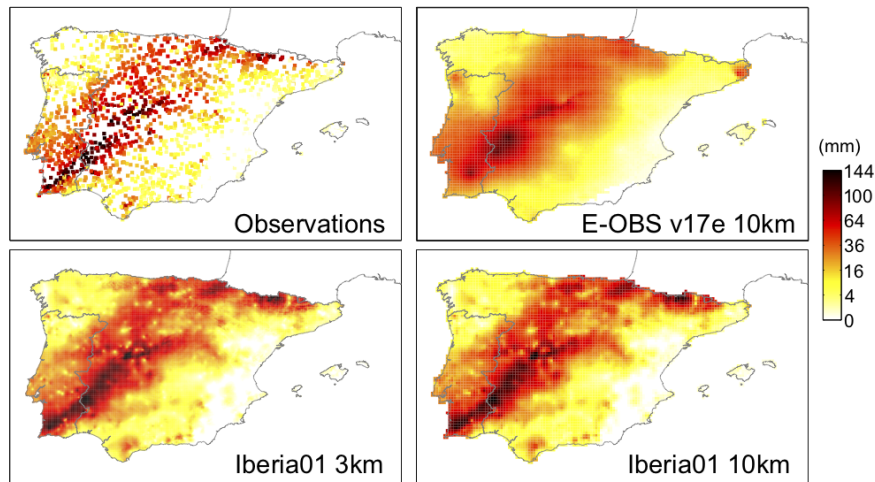 Observations
E-OBS v17e 10km
(mm)
144
100
64
36
16
4
0
Iberia01 3km
Iberia01 10km